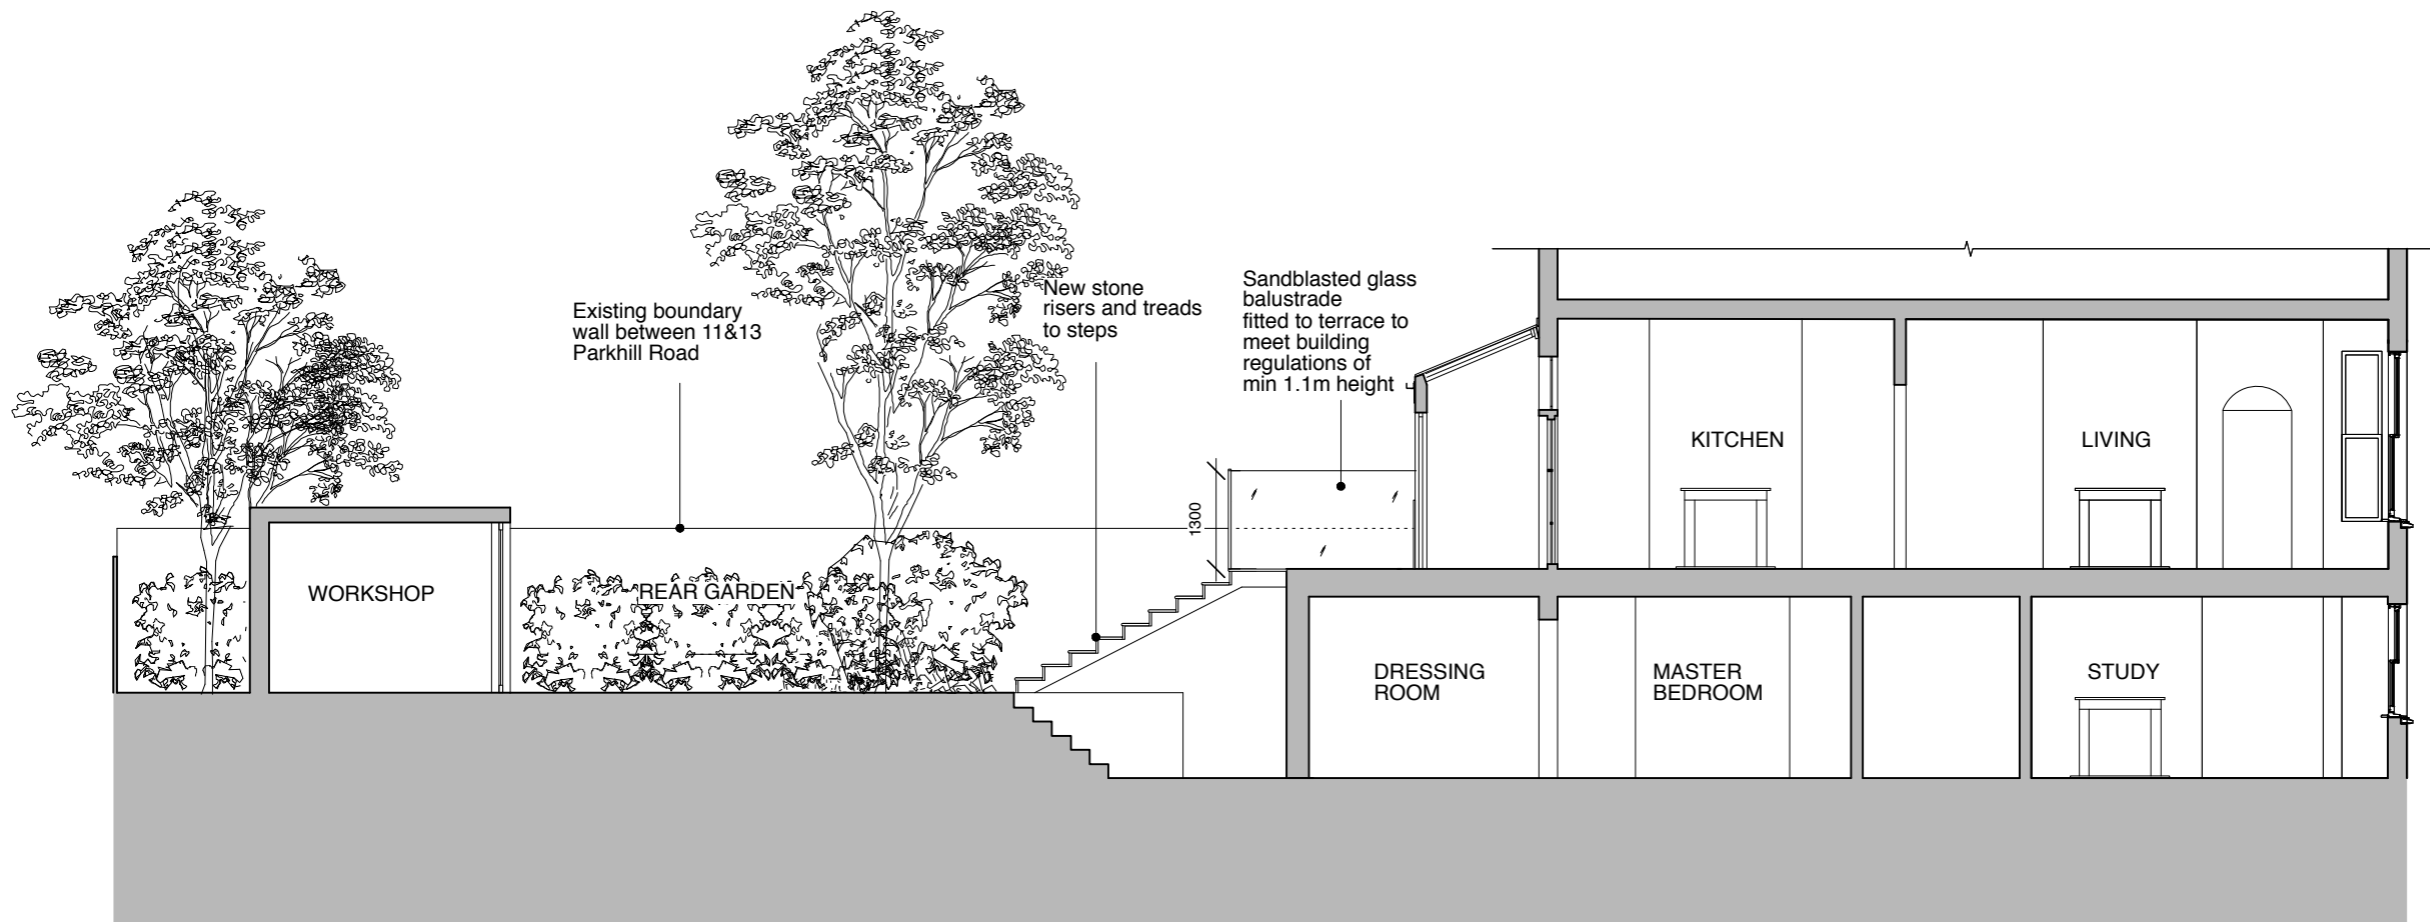 Existing boundary
wall between 11&13
Parkhill Road
New stone
risers and treads
to steps
Sandblasted glass
balustrade
fitted to terrace to
meet building
regulations of
min 1.1m height
1300
KITCHEN
LIVING
WORKSHOP
REAR GARDEN
DRESSING
ROOM
MASTER
BEDROOM
STUDY